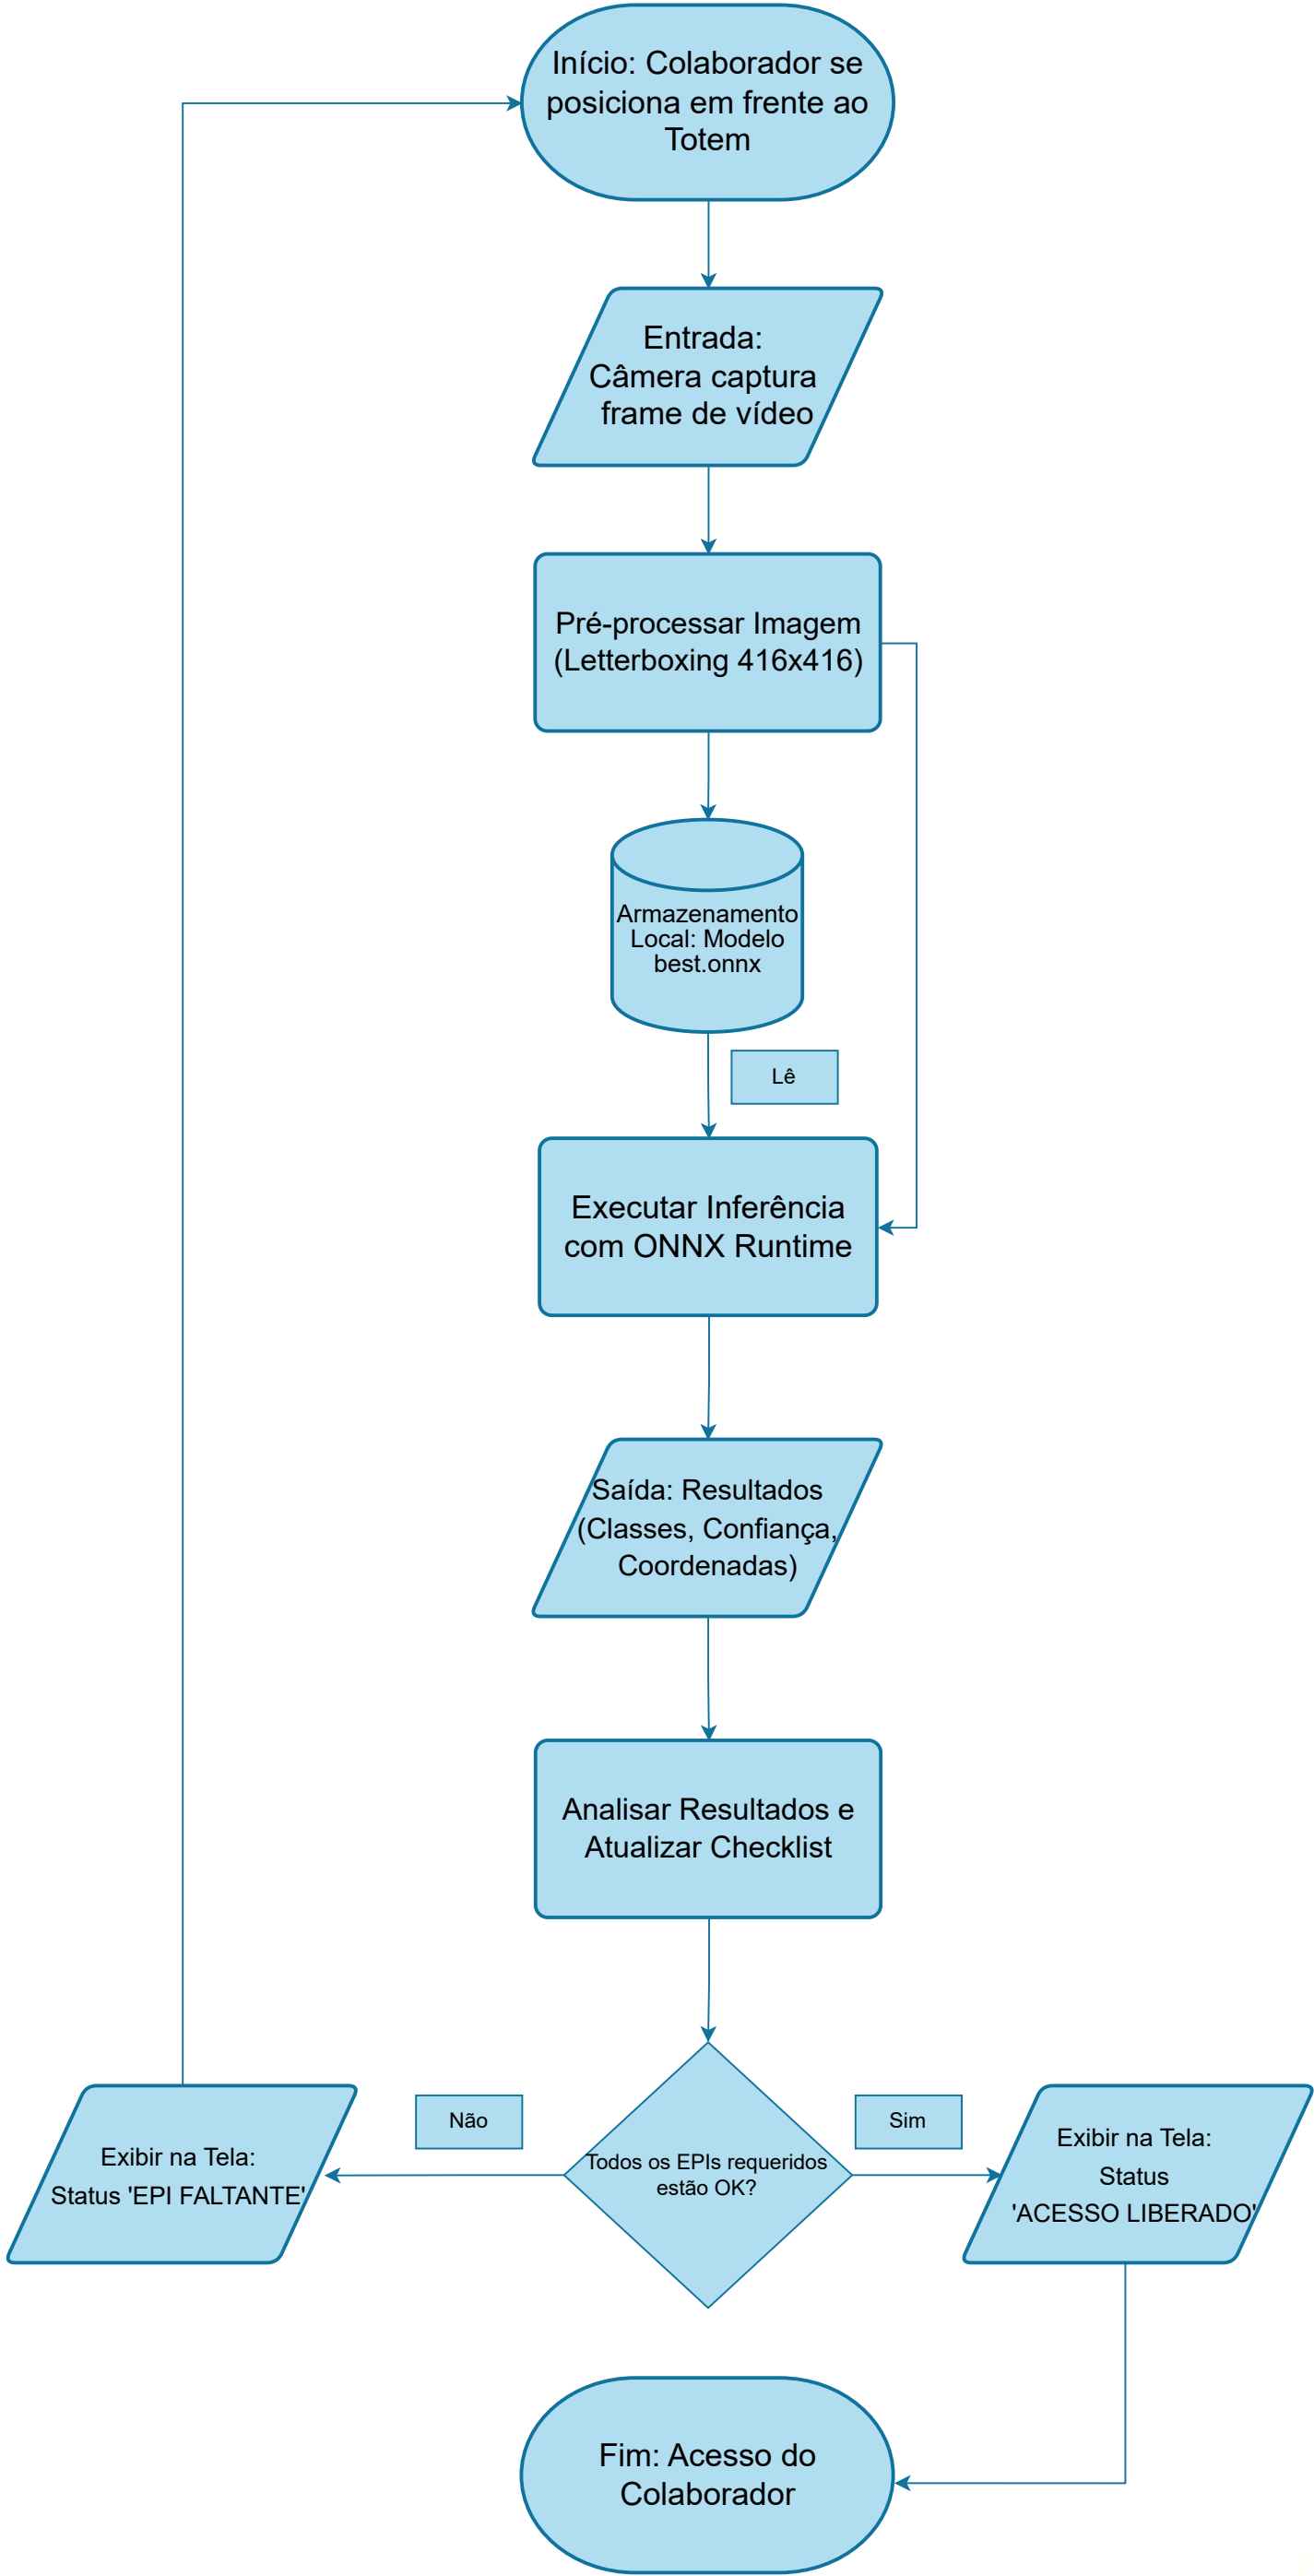 Início: Colaborador se
posiciona em frente ao
Totem
Entrada:
Câmera captura
frame de vídeo
Pré-processar Imagem
(Letterboxing 416x416)
Armazenamento
Local: Modelo
best.onnx
Lê
Executar Inferência
com ONNX Runtime
Saída: Resultados
(Classes, Confiança,
Coordenadas)
Analisar Resultados e
Atualizar Checklist
Não
Sim
Exibir na Tela:
Status 'EPI FALTANTE'
Todos os EPIs requeridos
estão OK?
Exibir na Tela:
Status
'ACESSO LIBERADO'
Fim: Acesso do
Colaborador